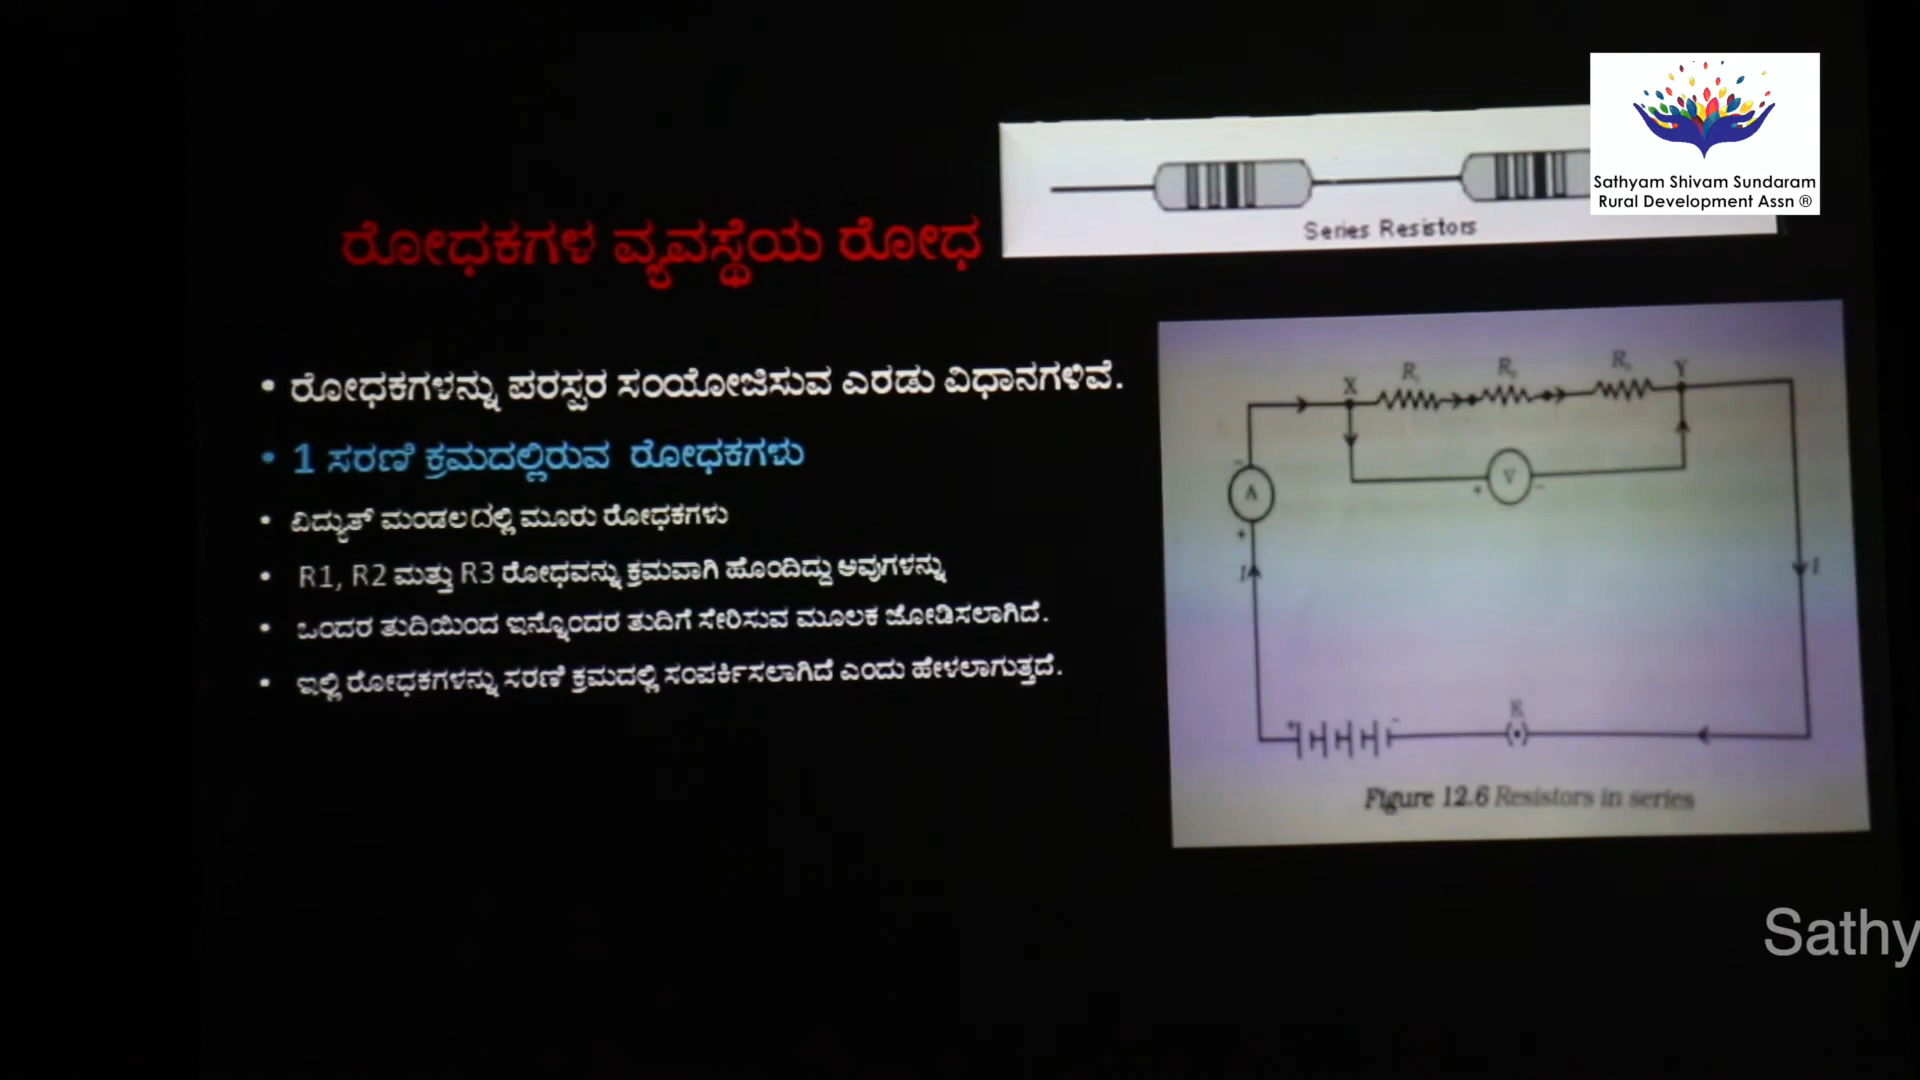 Sathyam Shivam Sundaram
Rural Development Assn ®
Series Resistors
ರೋಧಕಗಳ ವ್ಯವಸ್ಥೆಯ ರೋಧ
• ರೋಧಕಗಳನ್ನು ಪರಸ್ಪರ ಸಂಯೋಜಿಸುವ ಎರಡು ವಿಧಾನಗಳಿವೆ.
• 1 ಸರಣಿ ಕ್ರಮದಲ್ಲಿರುವ ರೋಧಕಗಳು
• ವಿದ್ಯುತ್ ಮಂಡಲದಲ್ಲಿ ಮೂರು ರೋಧಕಗಳು
• R1, R2 ಮತ್ತು R3 ರೋಧವನ್ನು ಕ್ರಮವಾಗಿ ಹೊಂದಿದ್ದು ಅವುಗಳನ್ನು
• ಒಂದರ ತುದಿಯಿಂದ ಇನ್ನೊಂದರ ತುದಿಗೆ ಸೇರಿಸುವ ಮೂಲಕ ಜೋಡಿಸಲಾಗಿದೆ.
• ಇಲ್ಲಿ ರೋಧಕಗಳನ್ನು ಸರಣಿ ಕ್ರಮದಲ್ಲಿ ಸಂಪರ್ಕಿಸಲಾಗಿದೆ ಎಂದು ಹೇಳಲಾಗುತ್ತದೆ.
X Y
A V
+ -
I I
K
Figure 12.6 Resistors in series
Sathy